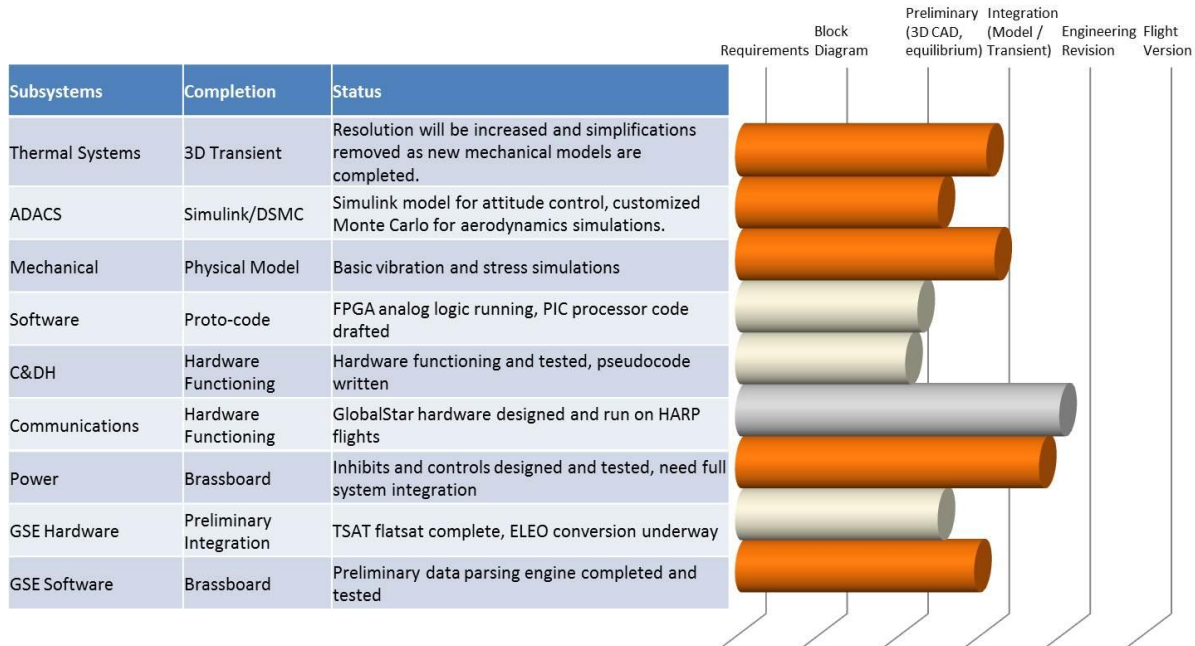 Requirements
Block
Diagram
Preliminary
(3D CAD,
equilibrium)
Integration
(Model /
Transient)
Engineering
Revision
Flight
Version
Subsystems Completion Status
Thermal Systems 3D Transient
Resolution will be increased and simplifications
removed as new mechanical models are
completed.
ADACS Simulink/DSMC
Simulink model for attitude control, customized
Monte Carlo for aerodynamics simulations.
Mechanical Physical Model Basic vibration and stress simulations
Software Proto-code
FPGA analog logic running, PIC processor code
drafted
C&DH
Hardware
Functioning
Hardware functioning and tested, pseudocode
written
Communications
Hardware
Functioning
GlobalStar hardware designed and run on HARP
flights
Power Brassboard
Inhibits and controls designed and tested, need full
system integration
GSE Hardware
Preliminary
Integration
TSAT flatsat complete, ELEO conversion underway
GSE Software Brassboard
Preliminary data parsing engine completed and
tested